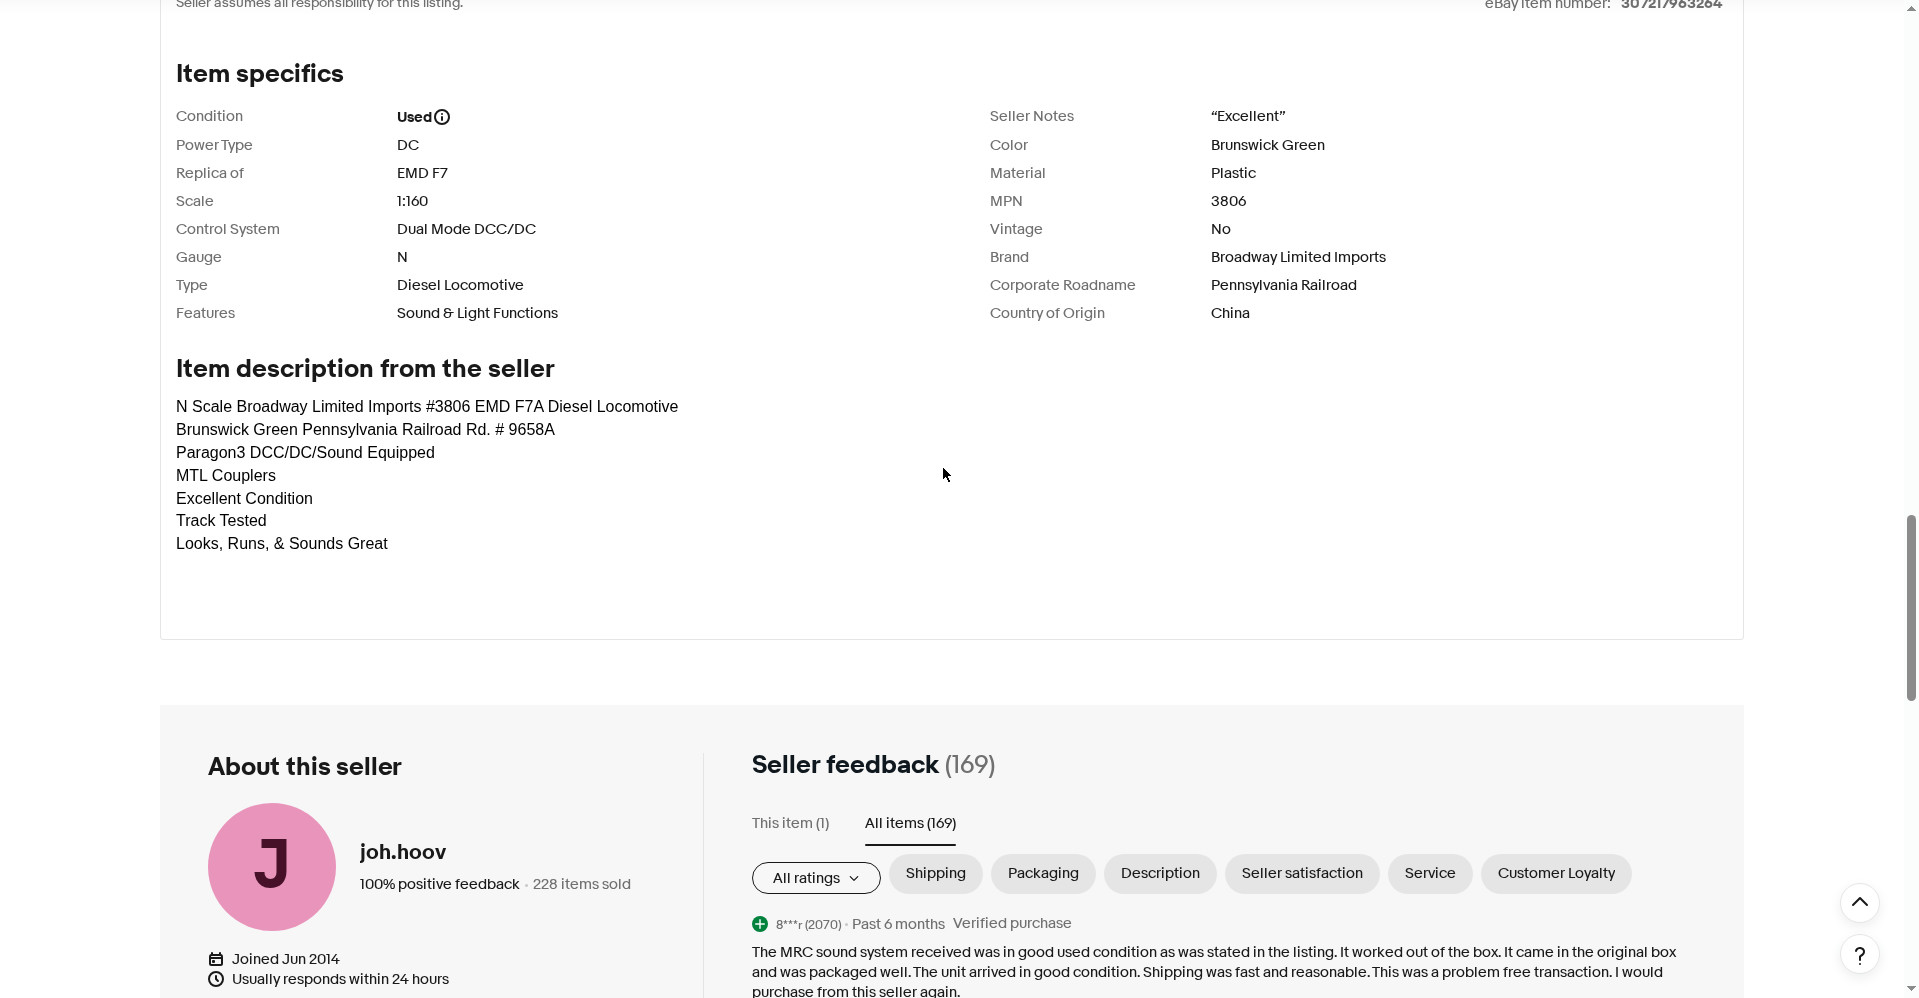 Seller assumes all responsibility for this listing.
eBay item number: 307217963264
Item specifics
Condition Used
Seller Notes “Excellent”
Power Type DC
Color Brunswick Green
Replica of EMD F7
Material Plastic
Scale 1:160
MPN 3806
Control System Dual Mode DCC/DC
Vintage No
Gauge N
Brand Broadway Limited Imports
Type Diesel Locomotive
Corporate Roadname Pennsylvania Railroad
Features Sound & Light Functions
Country of Origin China
Item description from the seller
N Scale Broadway Limited Imports #3806 EMD F7A Diesel Locomotive
Brunswick Green Pennsylvania Railroad Rd. # 9658A
Paragon3 DCC/DC/Sound Equipped
MTL Couplers
Excellent Condition
Track Tested
Looks, Runs, & Sounds Great
About this seller
J
joh.hoov
100% positive feedback · 228 items sold
Joined Jun 2014
Usually responds within 24 hours
Seller feedback (169)
This item (1) All items (169)
All ratings Shipping Packaging Description Seller satisfaction Service Customer Loyalty
8***r (2070) · Past 6 months Verified purchase
The MRC sound system received was in good used condition as was stated in the listing. It worked out of the box. It came in the original box
and was packaged well. The unit arrived in good condition. Shipping was fast and reasonable. This was a problem free transaction. I would
purchase from this seller again.
?